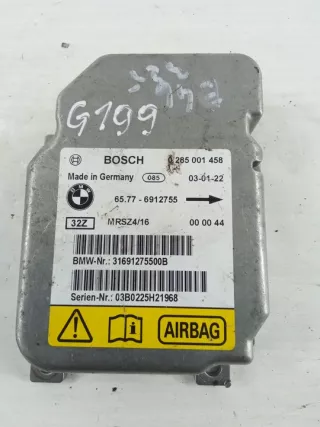 G199
BOSCH 0 285 001 458
Made in Germany 085 03-01-22
65.77 - 6912755
32Z MRSZ4/16 00 00 44
BMW-Nr.: 31691275500B
Serien-Nr.: 03B0225H21968
AIRBAG